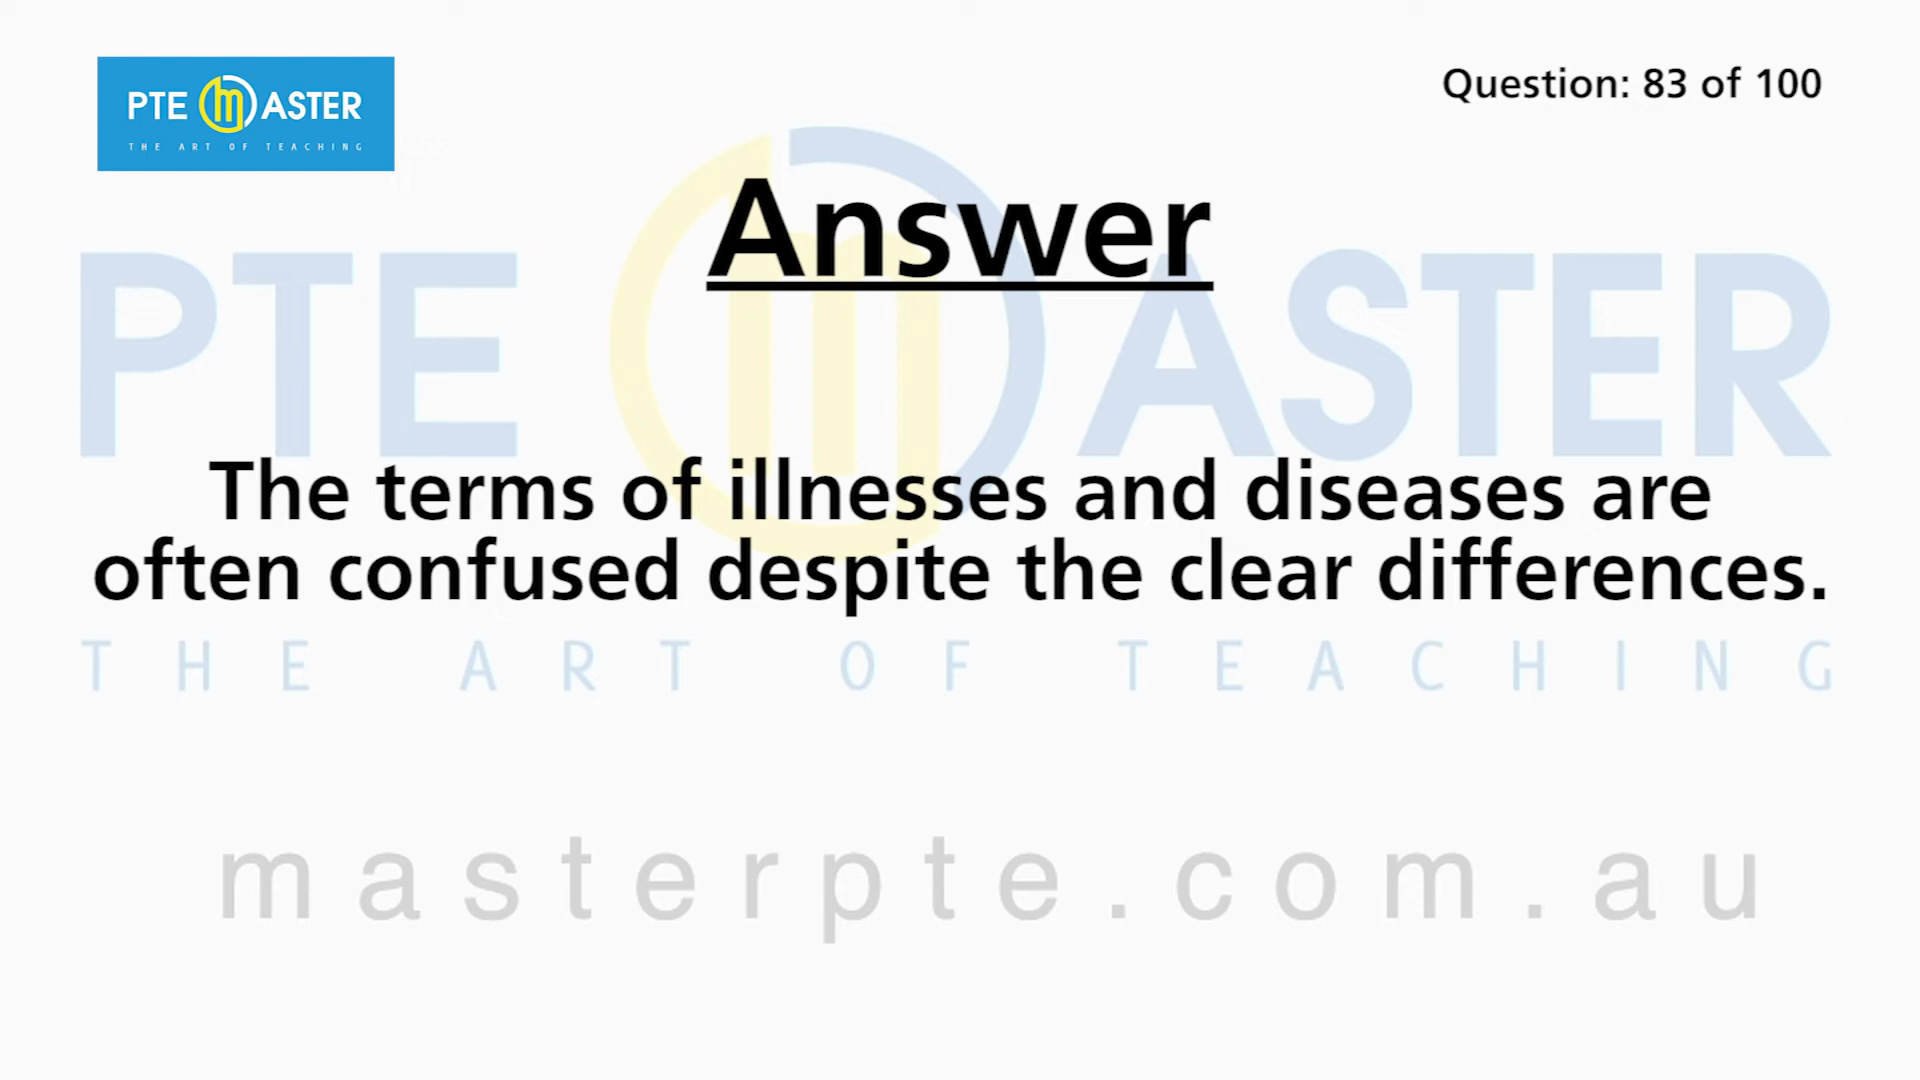 PTE MASTER
THE ART OF TEACHING
Question: 83 of 100
Answer
PTE MASTER
The terms of illnesses and diseases are
often confused despite the clear differences.
THE ART OF TEACHING
masterpte.com.au